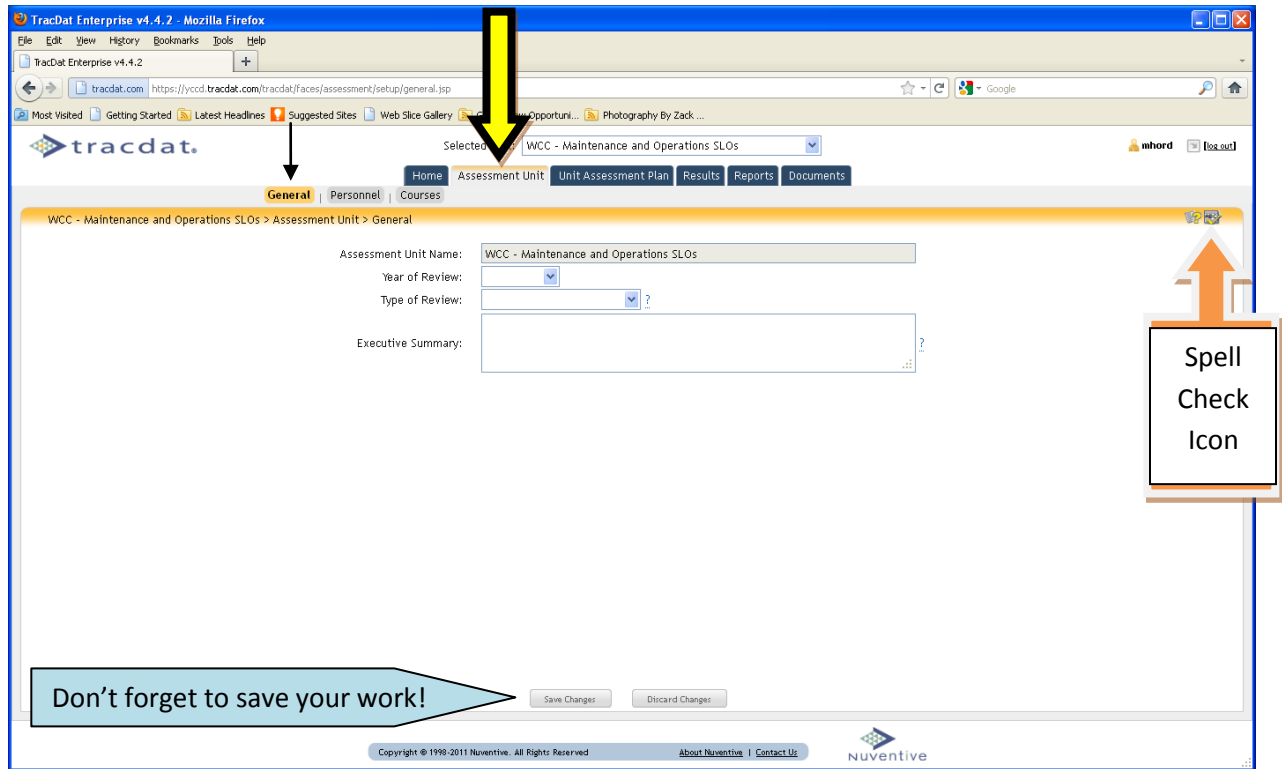 TracDat Enterprise v4.4.2 - Mozilla Firefox
File Edit View History Bookmarks Tools Help
TracDat Enterprise v4.4.2 +
tracdat.com https://yccd.tracdat.com/tracdat/faces/assessment/setup/general.jsp Google
Most Visited Getting Started Latest Headlines Suggested Sites Web Slice Gallery Opportuni... Photography By Zack ...
tracdat. WCC - Maintenance and Operations SLOs mhord [log out]
Home Assessment Unit Unit Assessment Plan Results Reports Documents
General | Personnel | Courses
WCC - Maintenance and Operations SLOs > Assessment Unit > General
Assessment Unit Name: WCC - Maintenance and Operations SLOs
Year of Review:
Type of Review: ?
Executive Summary: ?
Spell
Check
Icon
Don’t forget to save your work! Save Changes Discard Changes
Copyright © 1998-2011 Nuventive. All Rights Reserved About Nuventive | Contact Us Nuventive